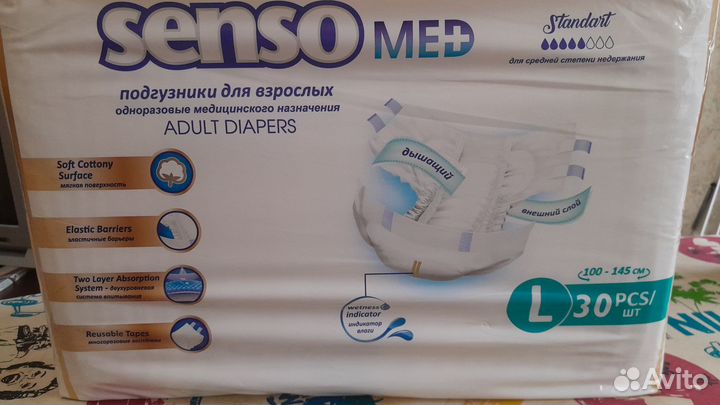 senso MED
Standart
для средней степени недержания
подгузники для взрослых
одноразовые медицинского назначения
ADULT DIAPERS
Soft Cottony
Surface
мягкая поверхность
Elastic Barriers
эластичные барьеры
Two Layer Absorption
System - двухуровневая
система впитывания
Reusable Tapes
многоразовые застежки
дышащий
внешний слой
wetness
indicator
индикатор
влаги
100 - 145 см
L 30 PCS/
ШТ
Avito